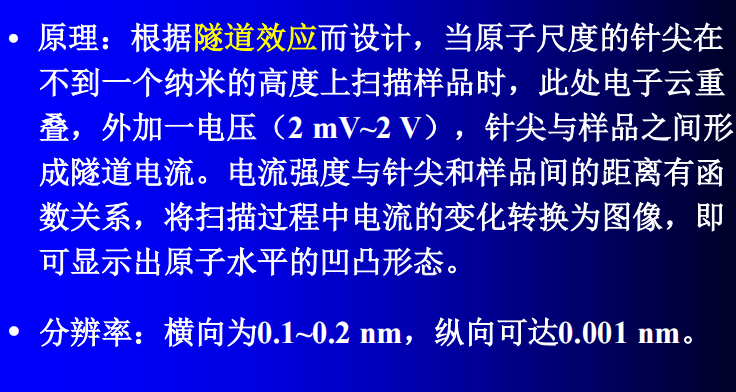 • 原理：根据隧道效应而设计，当原子尺度的针尖在
不到一个纳米的高度上扫描样品时，此处电子云重
叠，外加一电压（2 mV~2 V），针尖与样品之间形
成隧道电流。电流强度与针尖和样品间的距离有函
数关系，将扫描过程中电流的变化转换为图像，即
可显示出原子水平的凹凸形态。
• 分辨率：横向为0.1~0.2 nm，纵向可达0.001 nm。